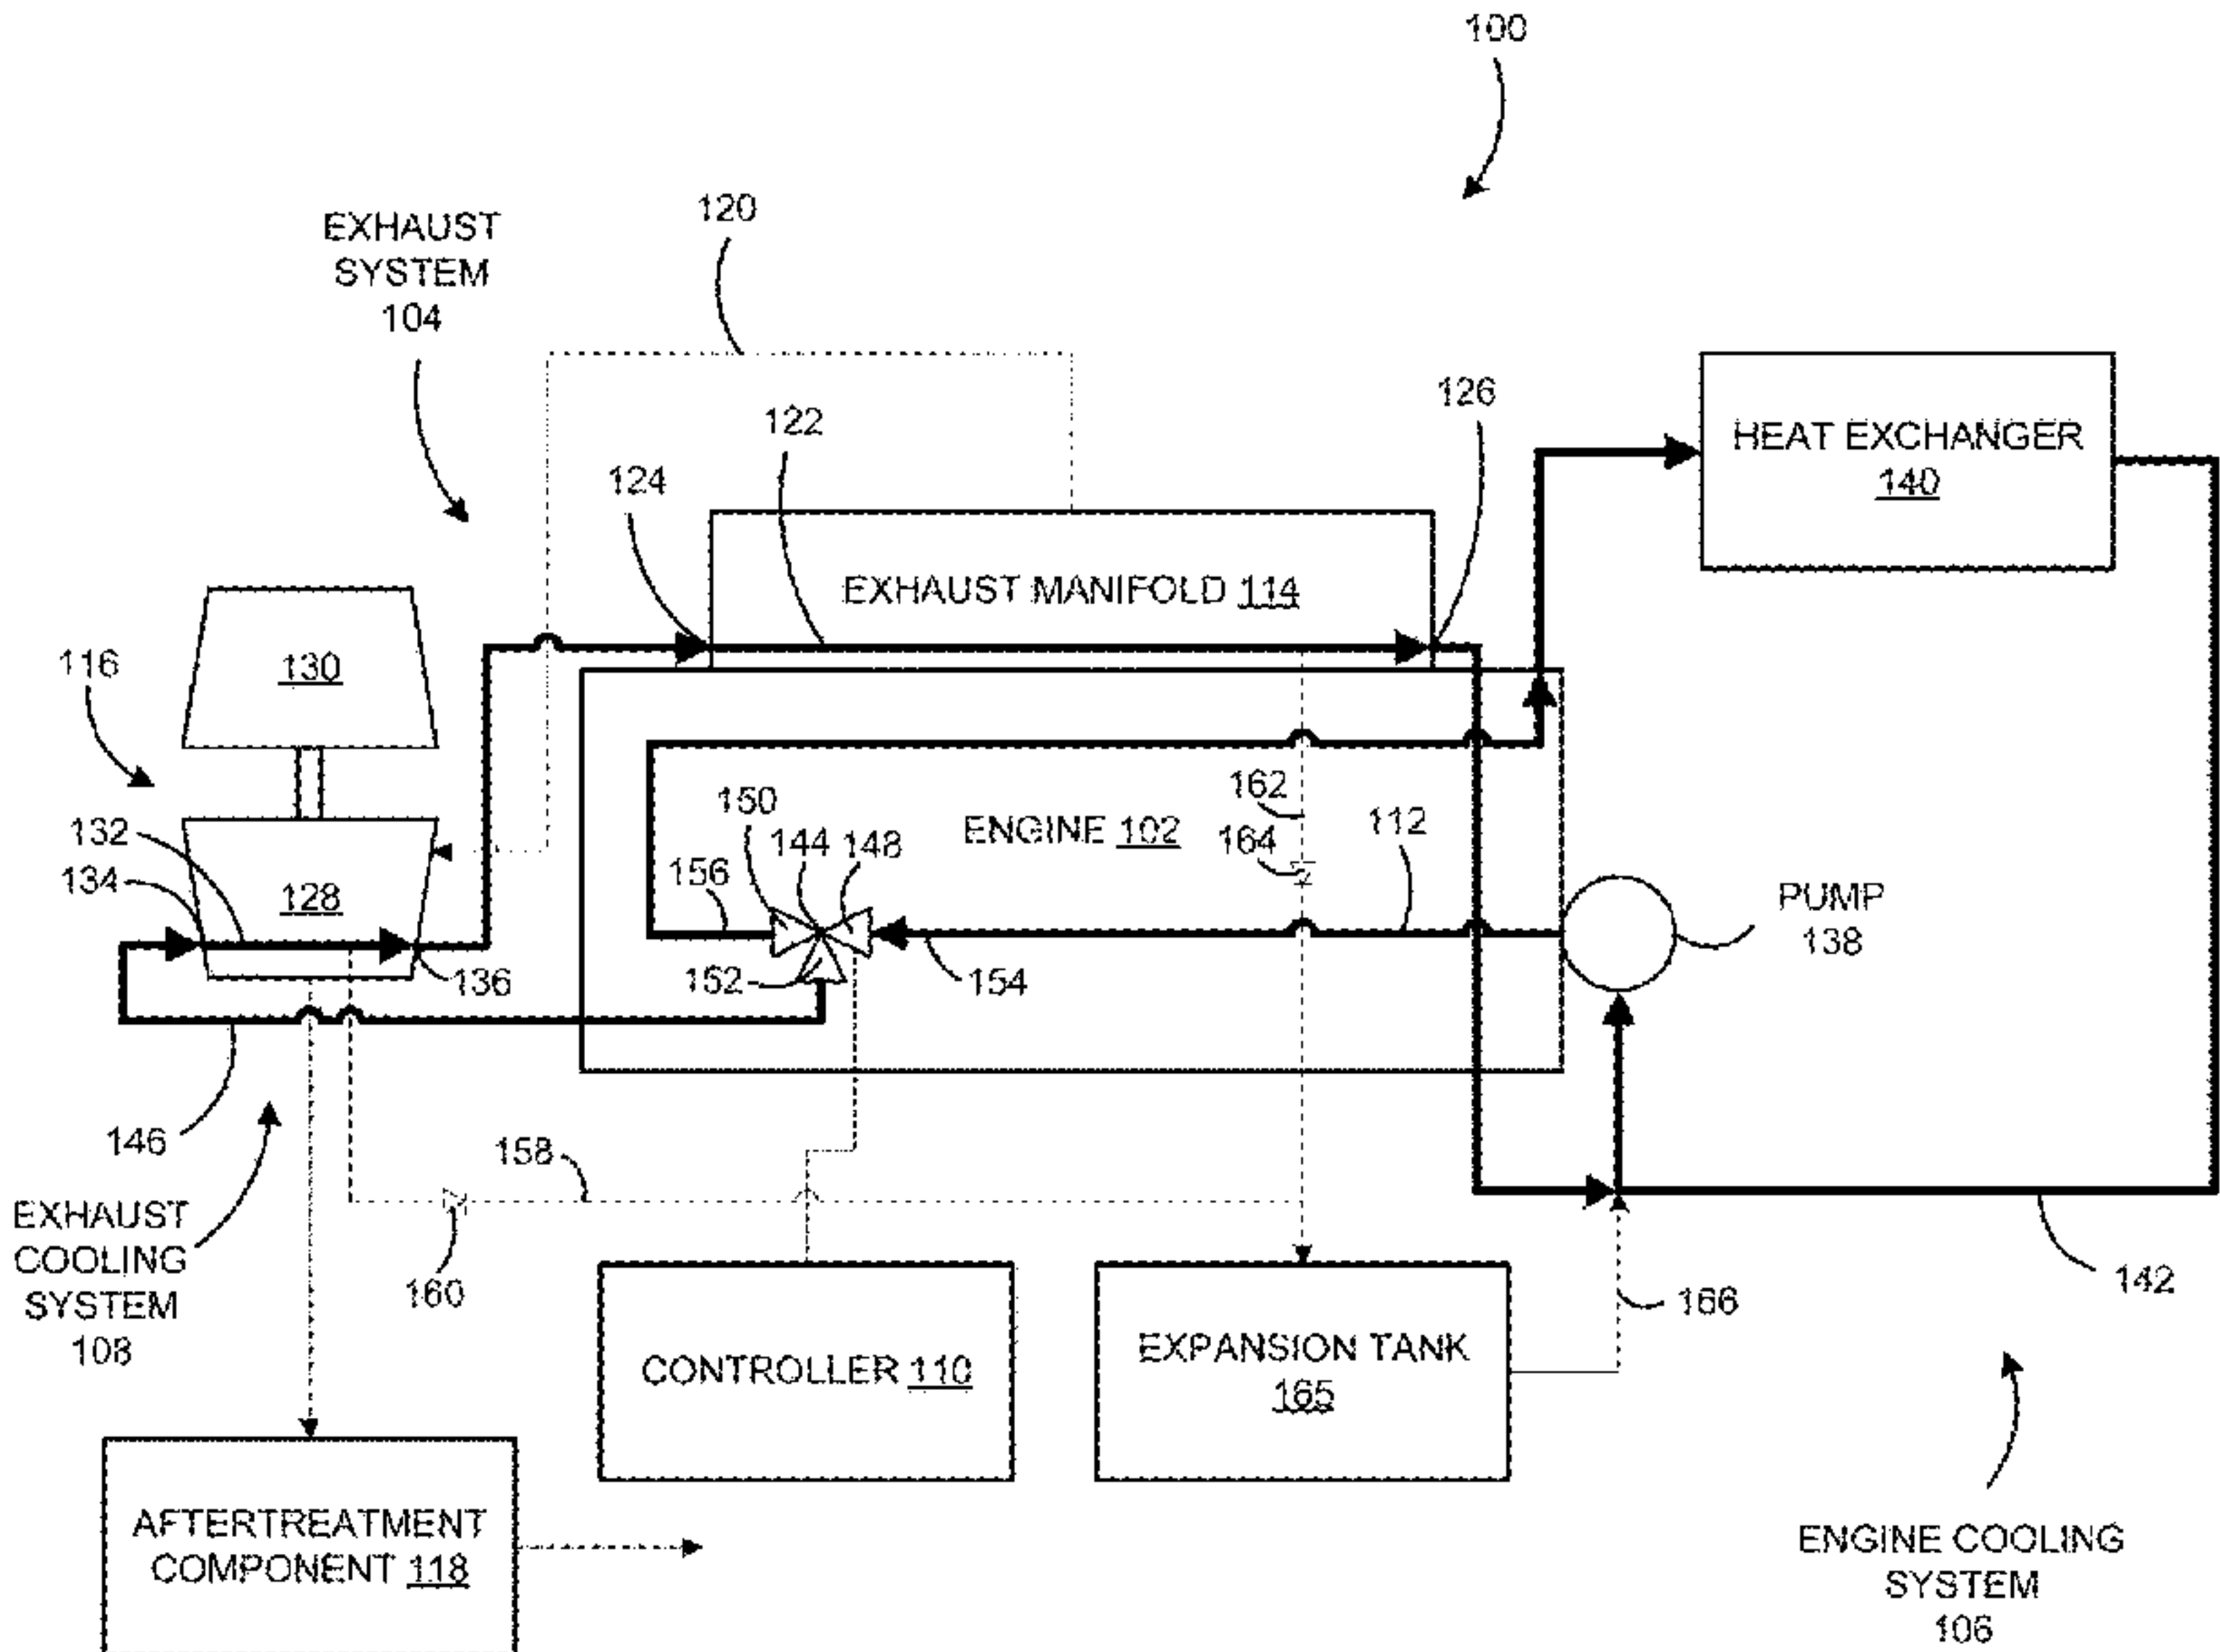 100
120
EXHAUST
SYSTEM
104
126
122
HEAT EXCHANGER
140
124
EXHAUST MANIFOLD 114
116
130
162
150
132
ENGINE 102
144
148
164
112
134
156
128
PUMP
138
152
154
136
146
158
EXHAUST
COOLING
SYSTEM
108
160
142
166
EXPANSION TANK
165
CONTROLLER 110
AFTERTREATMENT
COMPONENT 118
ENGINE COOLING
SYSTEM
106